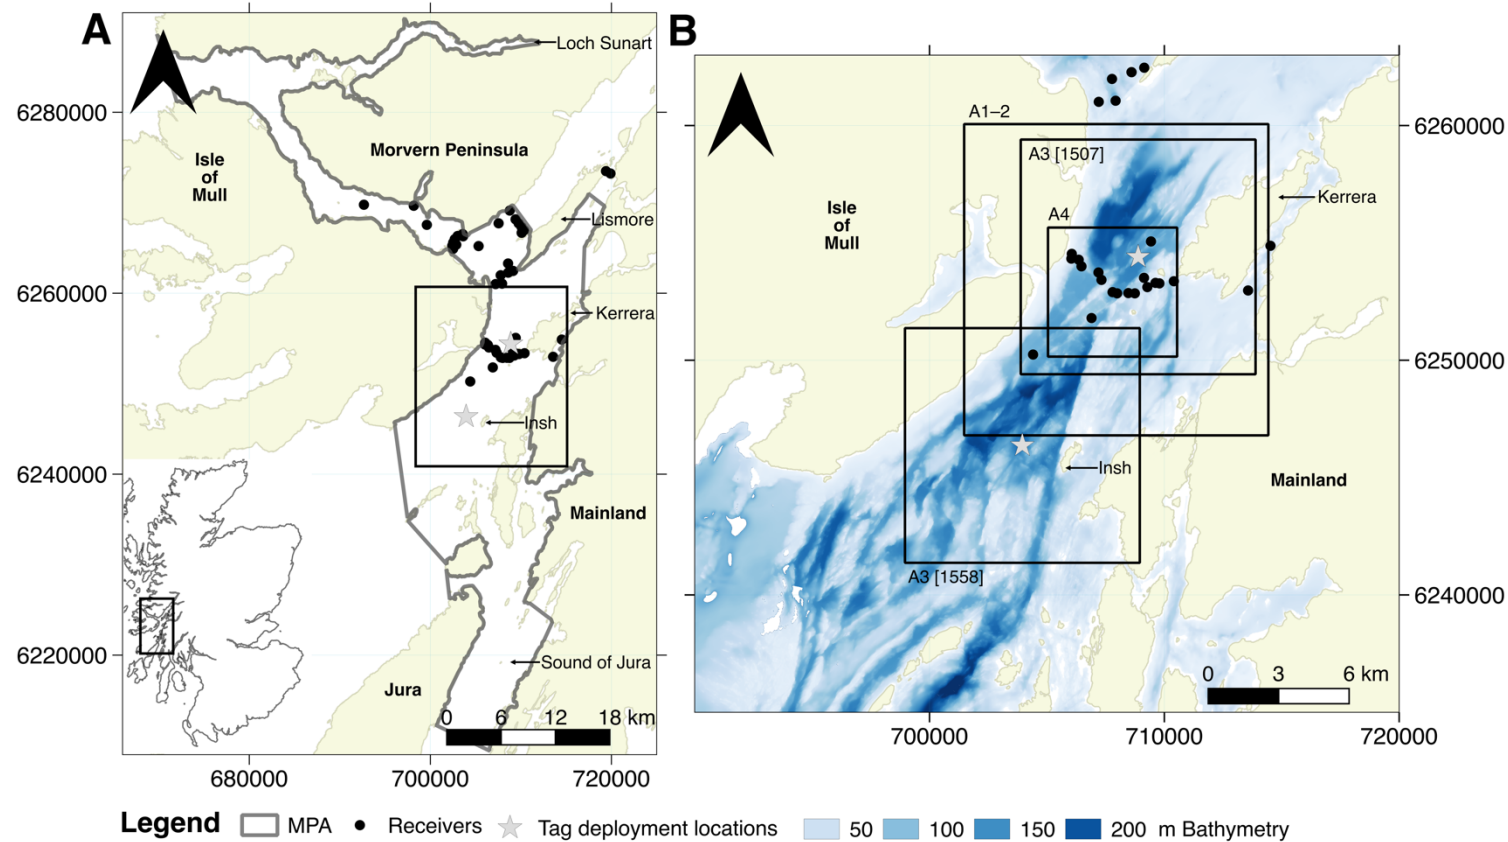 A
Loch Sunart
6280000
Morvern Peninsula
Isle
of
Mull
Lismore
6260000
Kerrera
Insh
6240000
Mainland
6220000
Sound of Jura
Jura
0 6 12 18 km
680000 700000 720000
B
A1–2
6260000
A3 [1507]
Kerrera
Isle
of
Mull
A4
6250000
Insh
Mainland
A3 [1558]
6240000
0 3 6 km
700000 710000 720000
Legend MPA Receivers Tag deployment locations 50 100 150 200 m Bathymetry